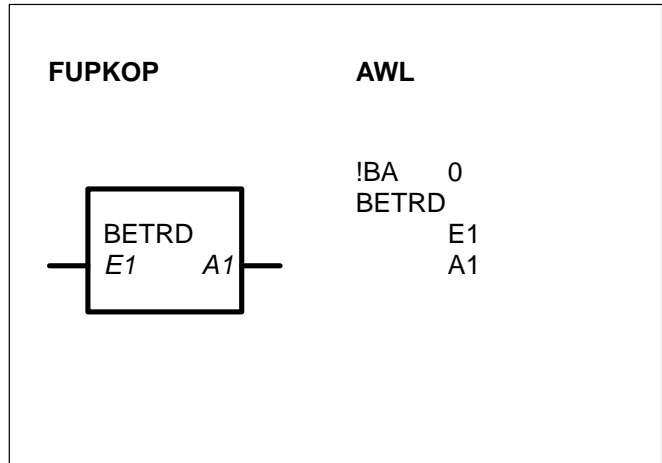 FUPKOP
AWL
!BA 0
BETRD
E1
A1
BETRD
E1 A1